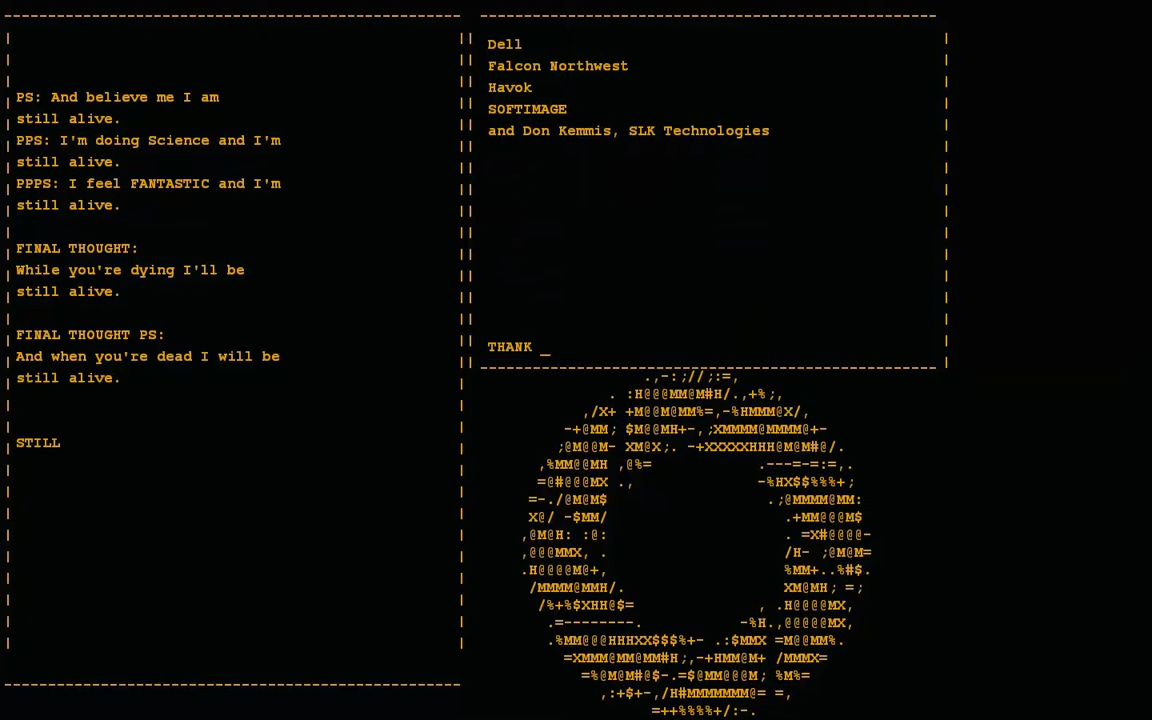 PS: And believe me I am
still alive.
PPS: I'm doing Science and I'm
still alive.
PPPS: I feel FANTASTIC and I'm
still alive.
FINAL THOUGHT:
While you're dying I'll be
still alive.
FINAL THOUGHT PS:
And when you're dead I will be
still alive.
STILL
Dell
Falcon Northwest
Havok
SOFTIMAGE
and Don Kemmis, SLK Technologies
THANK _